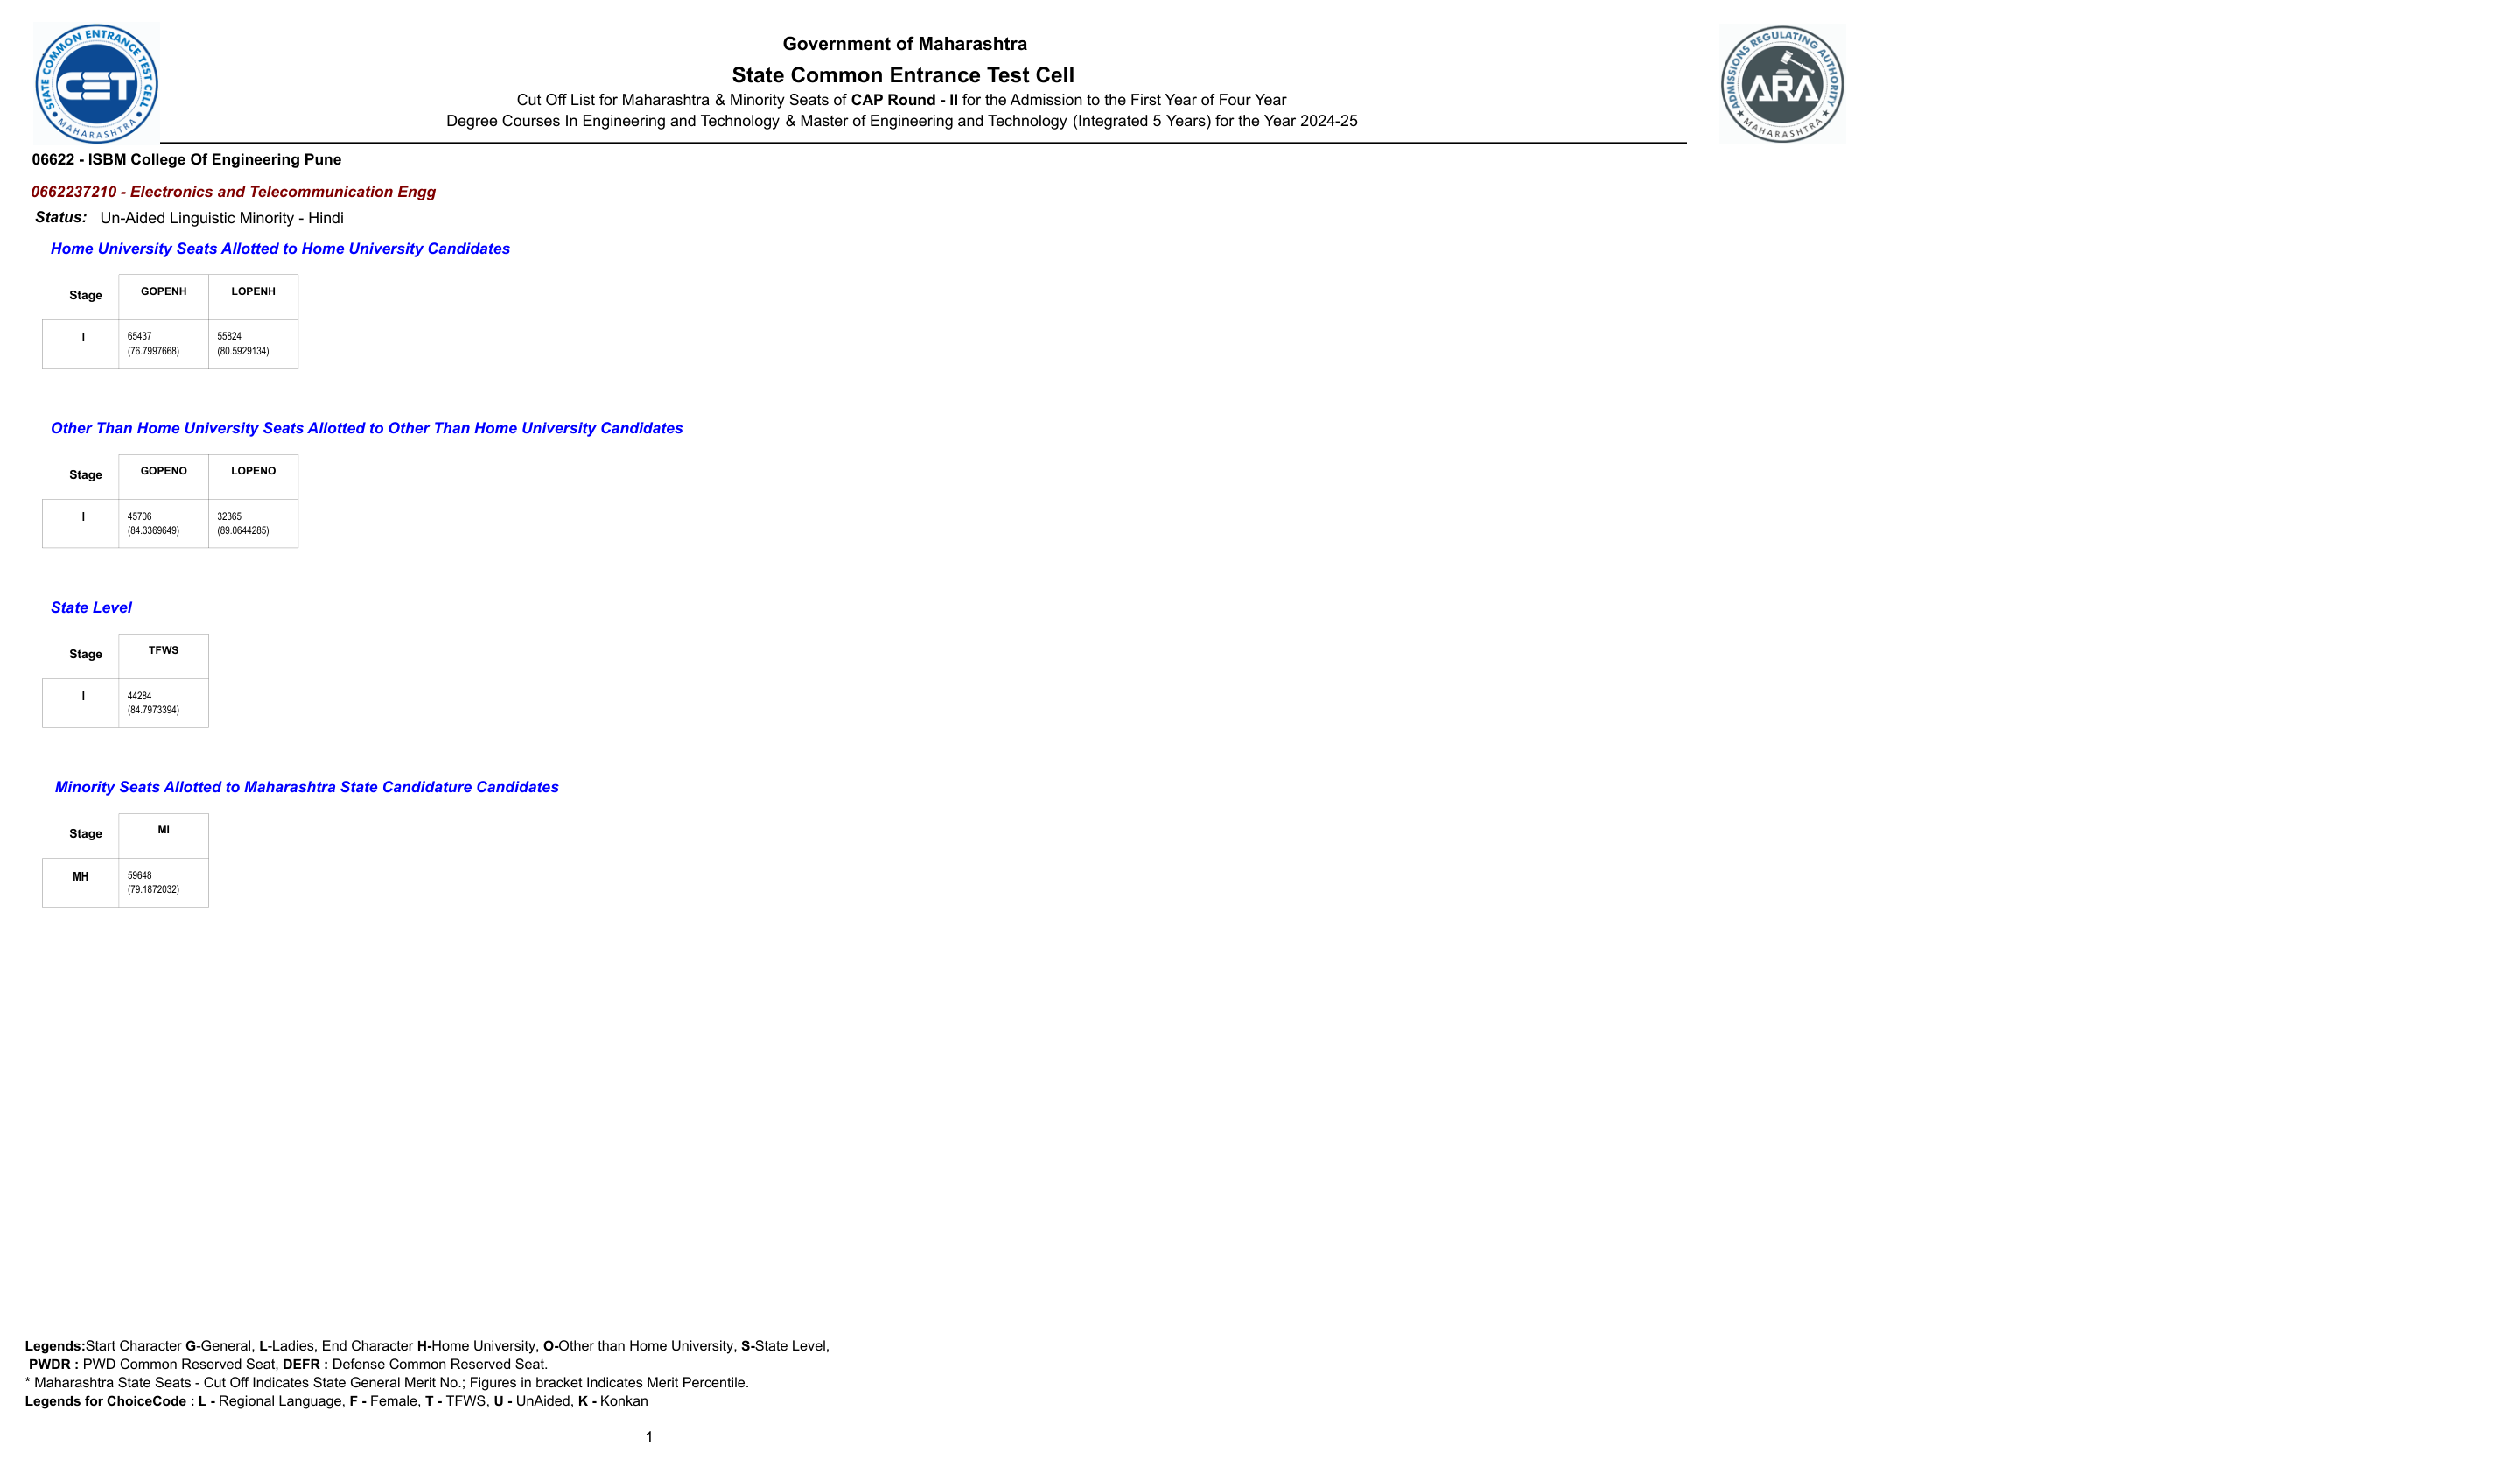 STATE COMMON ENTRANCE TEST CELL
CET
MAHARASHTRA
Government of Maharashtra
State Common Entrance Test Cell
Cut Off List for Maharashtra & Minority Seats of CAP Round - II for the Admission to the First Year of Four Year
Degree Courses In Engineering and Technology & Master of Engineering and Technology (Integrated 5 Years) for the Year 2024-25
ADMISSIONS REGULATING AUTHORITY
ARA
MAHARASHTRA
06622 - ISBM College Of Engineering Pune
0662237210 - Electronics and Telecommunication Engg
Status: Un-Aided Linguistic Minority - Hindi
Home University Seats Allotted to Home University Candidates
Stage GOPENH LOPENH
I 65437 55824
(76.7997668) (80.5929134)
Other Than Home University Seats Allotted to Other Than Home University Candidates
Stage GOPENO LOPENO
I 45706 32365
(84.3369649) (89.0644285)
State Level
Stage TFWS
I 44284
(84.7973394)
Minority Seats Allotted to Maharashtra State Candidature Candidates
Stage MI
MH 59648
(79.1872032)
Legends:Start Character G-General, L-Ladies, End Character H-Home University, O-Other than Home University, S-State Level,
PWDR : PWD Common Reserved Seat, DEFR : Defense Common Reserved Seat.
* Maharashtra State Seats - Cut Off Indicates State General Merit No.; Figures in bracket Indicates Merit Percentile.
Legends for ChoiceCode : L - Regional Language, F - Female, T - TFWS, U - UnAided, K - Konkan
1